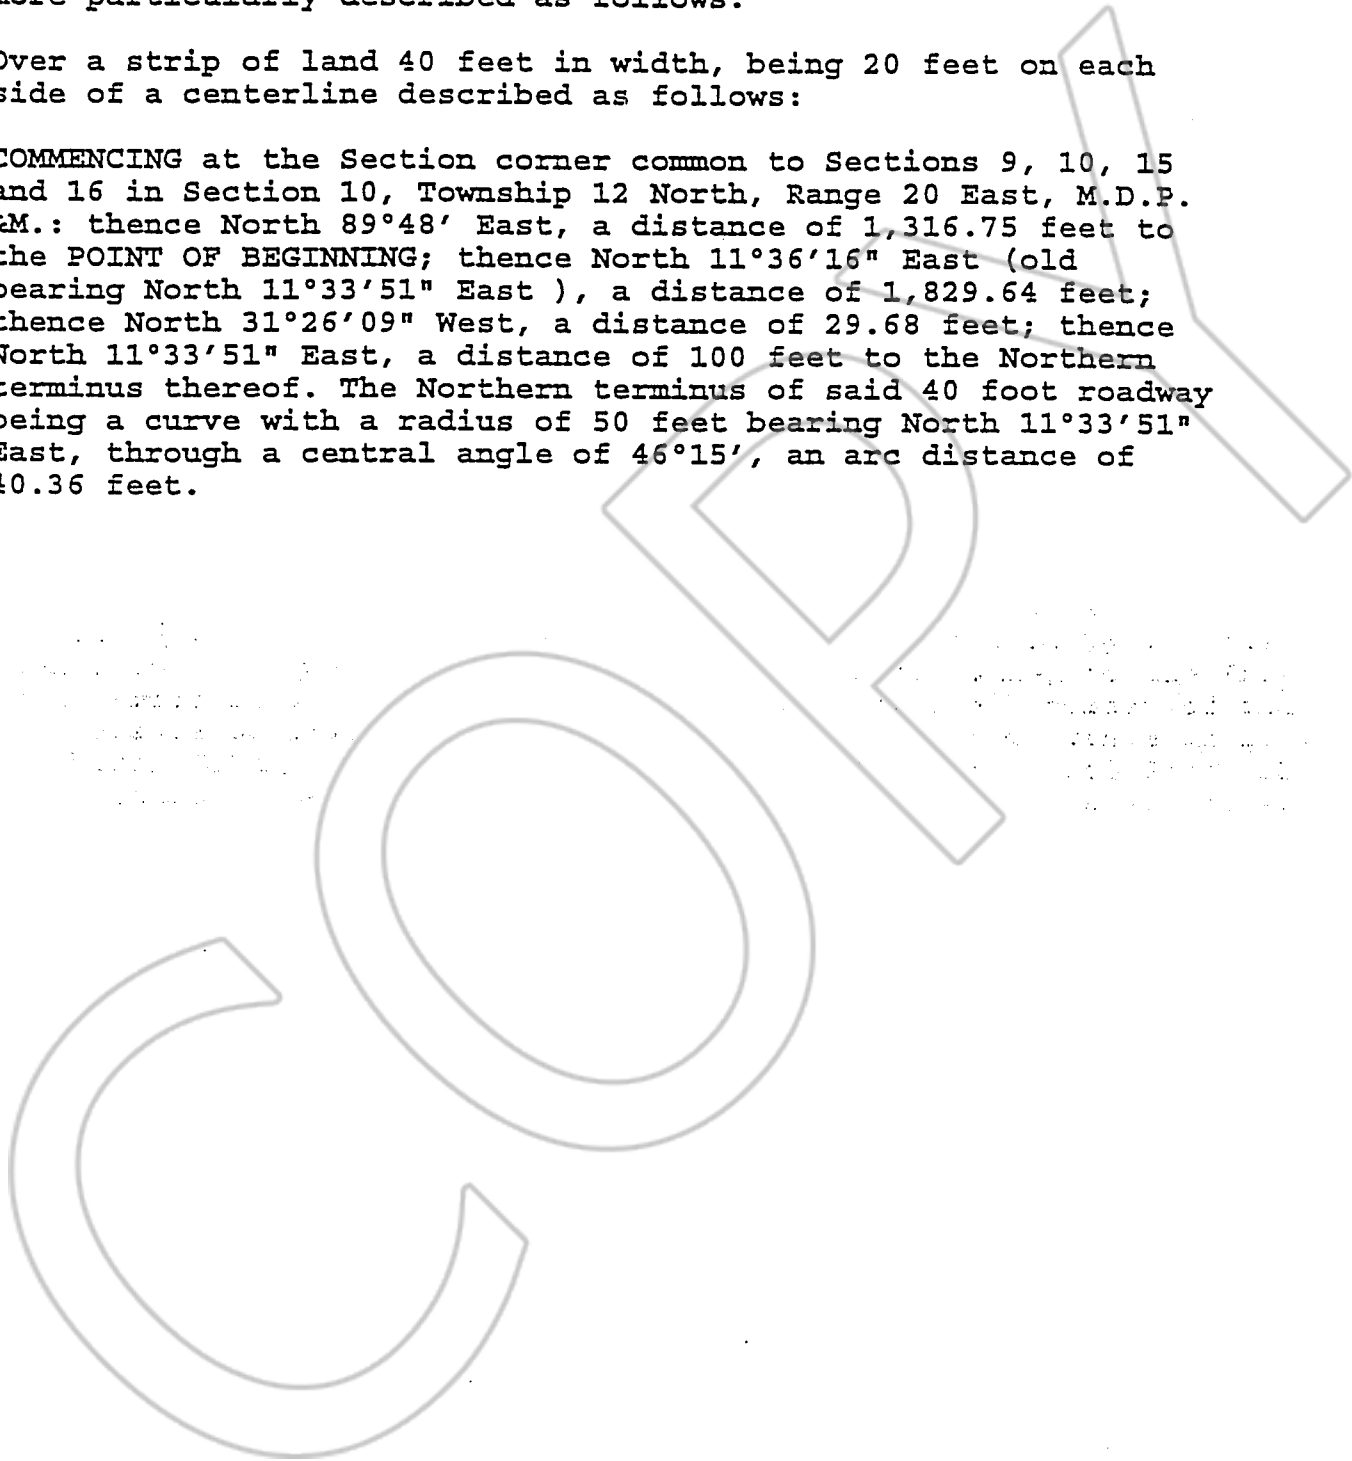 more particularly described as follows:
Over a strip of land 40 feet in width, being 20 feet on each
side of a centerline described as follows:
COMMENCING at the Section corner common to Sections 9, 10, 15
and 16 in Section 10, Township 12 North, Range 20 East, M.D.P.
&M.: thence North 89°48' East, a distance of 1,316.75 feet to
the POINT OF BEGINNING; thence North 11°36'16" East (old
bearing North 11°33'51" East ), a distance of 1,829.64 feet;
thence North 31°26'09" West, a distance of 29.68 feet; thence
North 11°33'51" East, a distance of 100 feet to the Northern
terminus thereof. The Northern terminus of said 40 foot roadway
being a curve with a radius of 50 feet bearing North 11°33'51"
East, through a central angle of 46°15', an arc distance of
40.36 feet.
COPY